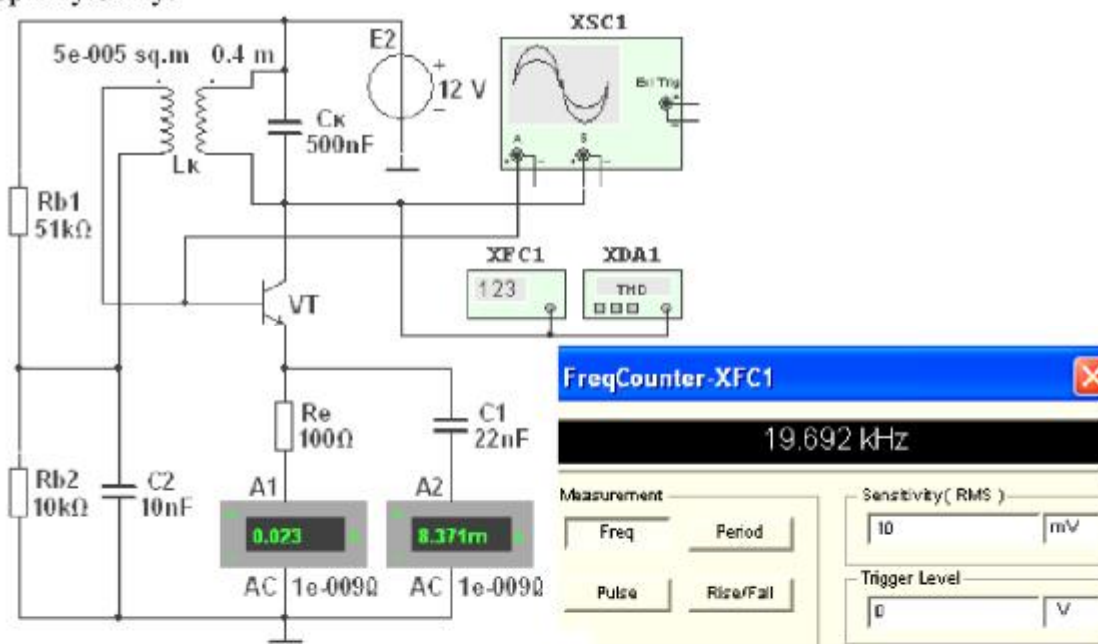 XSC1
5e-005 sq.m 0.4 m
E2
12 V
Ext Trig
A
B
Cк
500nF
Lк
Rb1
51kΩ
XFC1
XDA1
123
THD
VT
FreqCounter-XFC1
19.692 kHz
Re
100Ω
C1
22nF
Rb2
10kΩ
C2
10nF
A1
A2
0.023
8.371m
AC 1e-009Ω
AC 1e-009Ω
Measurement
Freq
Period
Pulse
Rise/Fall
Sensitivity( RMS )
10
mV
Trigger Level
0
V